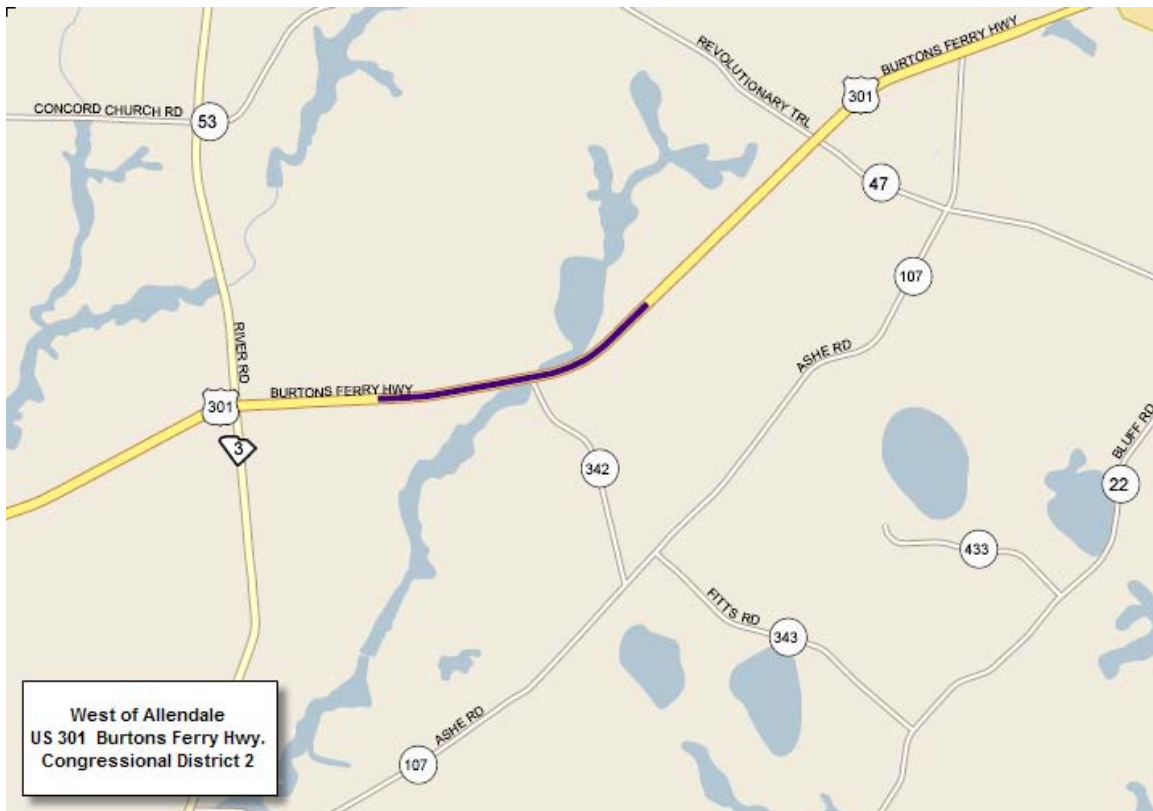 REVOLUTIONARY TRL
BURTONS FERRY HWY
301
CONCORD CHURCH RD
53
47
107
RIVER RD
ASHE RD
BURTONS FERRY HWY
301
3
BLUFF RD
342
22
433
FITTS RD
343
ASHE RD
107
West of Allendale
US 301 Burtons Ferry Hwy.
Congressional District 2